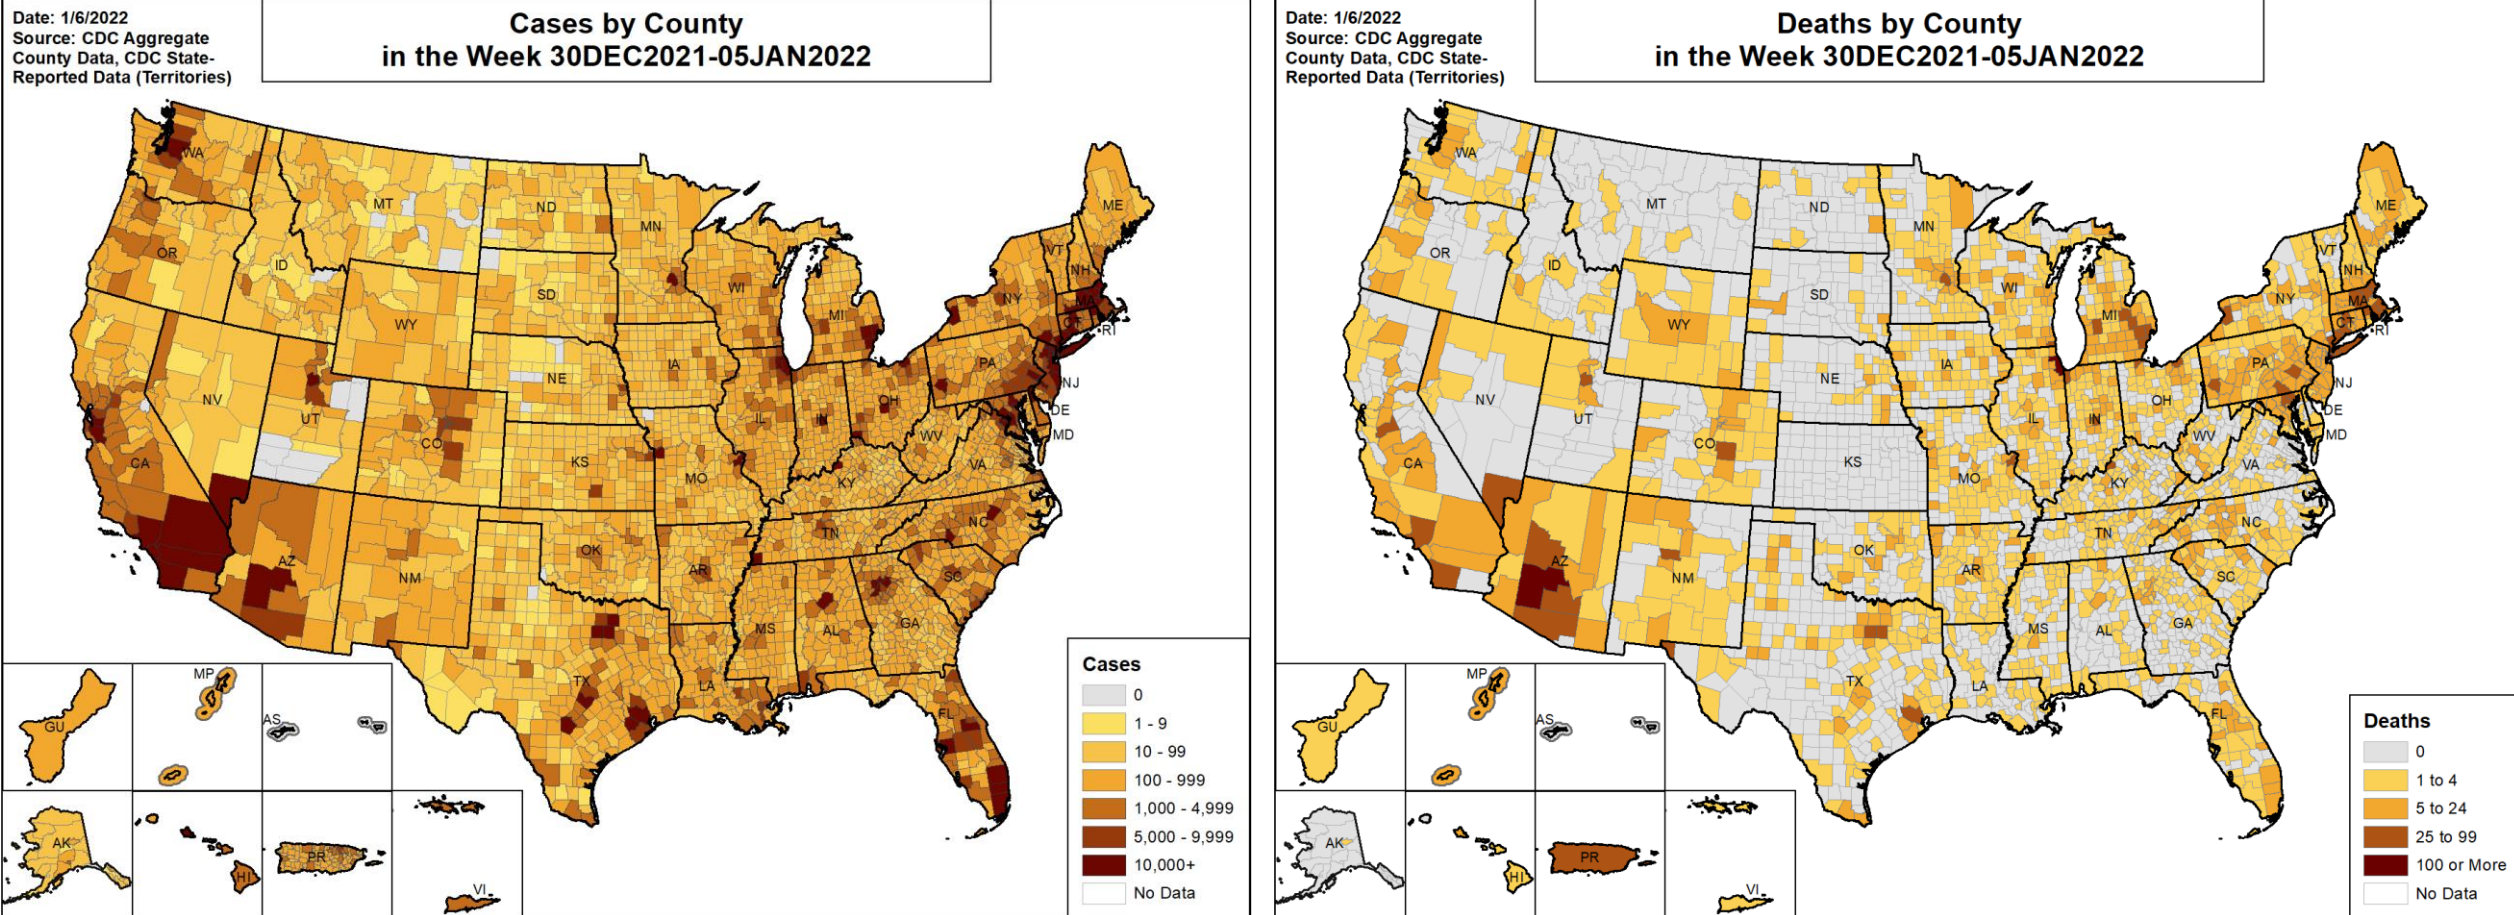 Date: 1/6/2022
Source: CDC Aggregate
County Data, CDC State-
Reported Data (Territories)
Cases by County
in the Week 30DEC2021-05JAN2022
WA
MT
ND
MN
ME
OR
ID
SD
WI
VT
NH
NY
MA
MI
CT
RI
WY
IA
PA
NE
NJ
NV
UT
CO
IL
IN
OH
DE
MD
WV
CA
KS
MO
VA
KY
NC
TN
AZ
NM
OK
AR
SC
MS
AL
GA
TX
LA
FL
GU
MP
AS
AK
HI
PR
VI
Cases
0
1 - 9
10 - 99
100 - 999
1,000 - 4,999
5,000 - 9,999
10,000+
No Data
Date: 1/6/2022
Source: CDC Aggregate
County Data, CDC State-
Reported Data (Territories)
Deaths by County
in the Week 30DEC2021-05JAN2022
WA
MT
ND
MN
ME
OR
ID
SD
WI
VT
NH
NY
MA
MI
CT
RI
WY
IA
PA
NE
NJ
NV
UT
CO
IL
IN
OH
DE
MD
WV
CA
KS
MO
VA
KY
NC
TN
AZ
NM
OK
AR
SC
MS
AL
GA
TX
LA
FL
GU
MP
AS
AK
HI
PR
VI
Deaths
0
1 to 4
5 to 24
25 to 99
100 or More
No Data